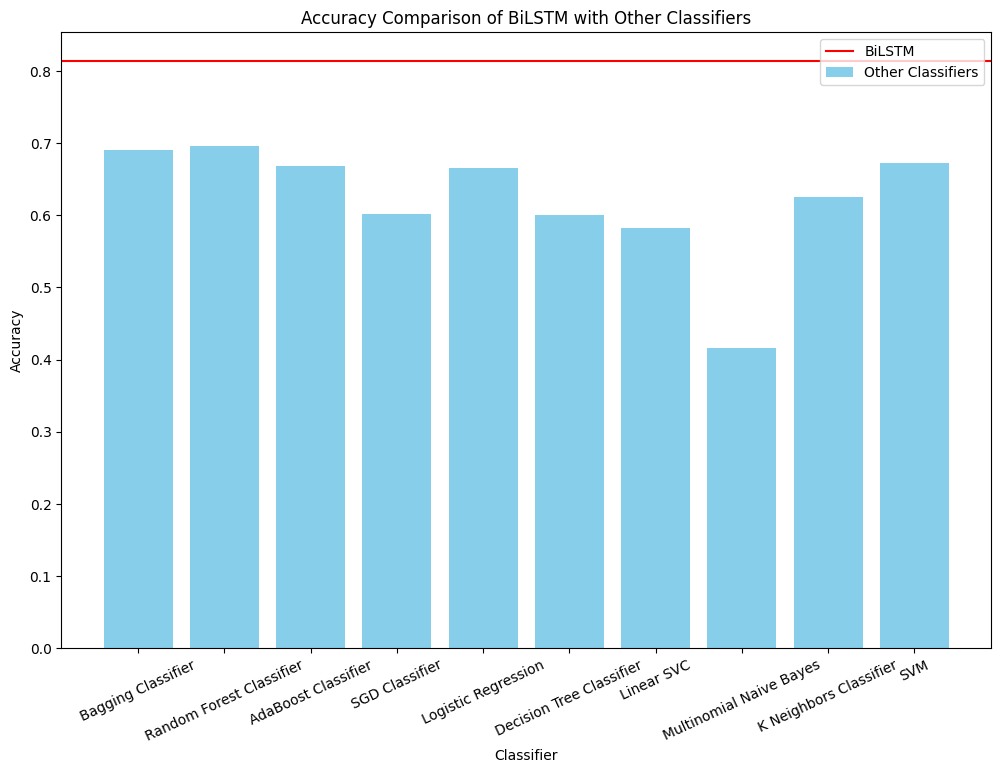 Accuracy Comparison of BiLSTM with Other Classifiers
BiLSTM
Other Classifiers
Accuracy
0.8
0.7
0.6
0.5
0.4
0.3
0.2
0.1
0.0
Bagging Classifier
Random Forest Classifier
AdaBoost Classifier
SGD Classifier
Logistic Regression
Decision Tree Classifier
Linear SVC
Multinomial Naive Bayes
K Neighbors Classifier
SVM
Classifier